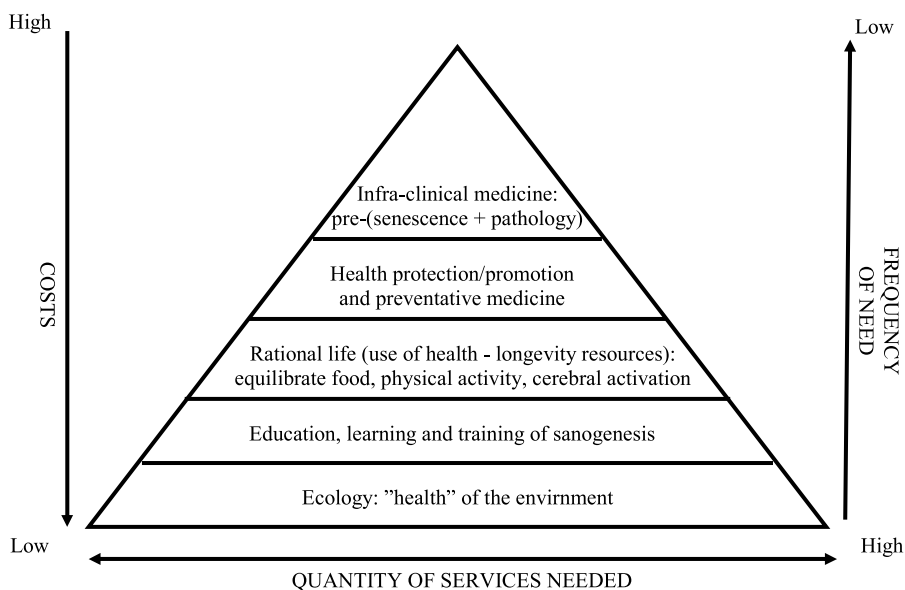 High
Low
Infra-clinical medicine:
pre-(senescence + pathology)
Health protection/promotion
and preventative medicine
COSTS
FREQUENCY
OF NEED
Rational life (use of health - longevity resources):
equilibrate food, physical activity, cerebral activation
Education, learning and training of sanogenesis
Ecology: ”health” of the envirnment
Low
High
QUANTITY OF SERVICES NEEDED